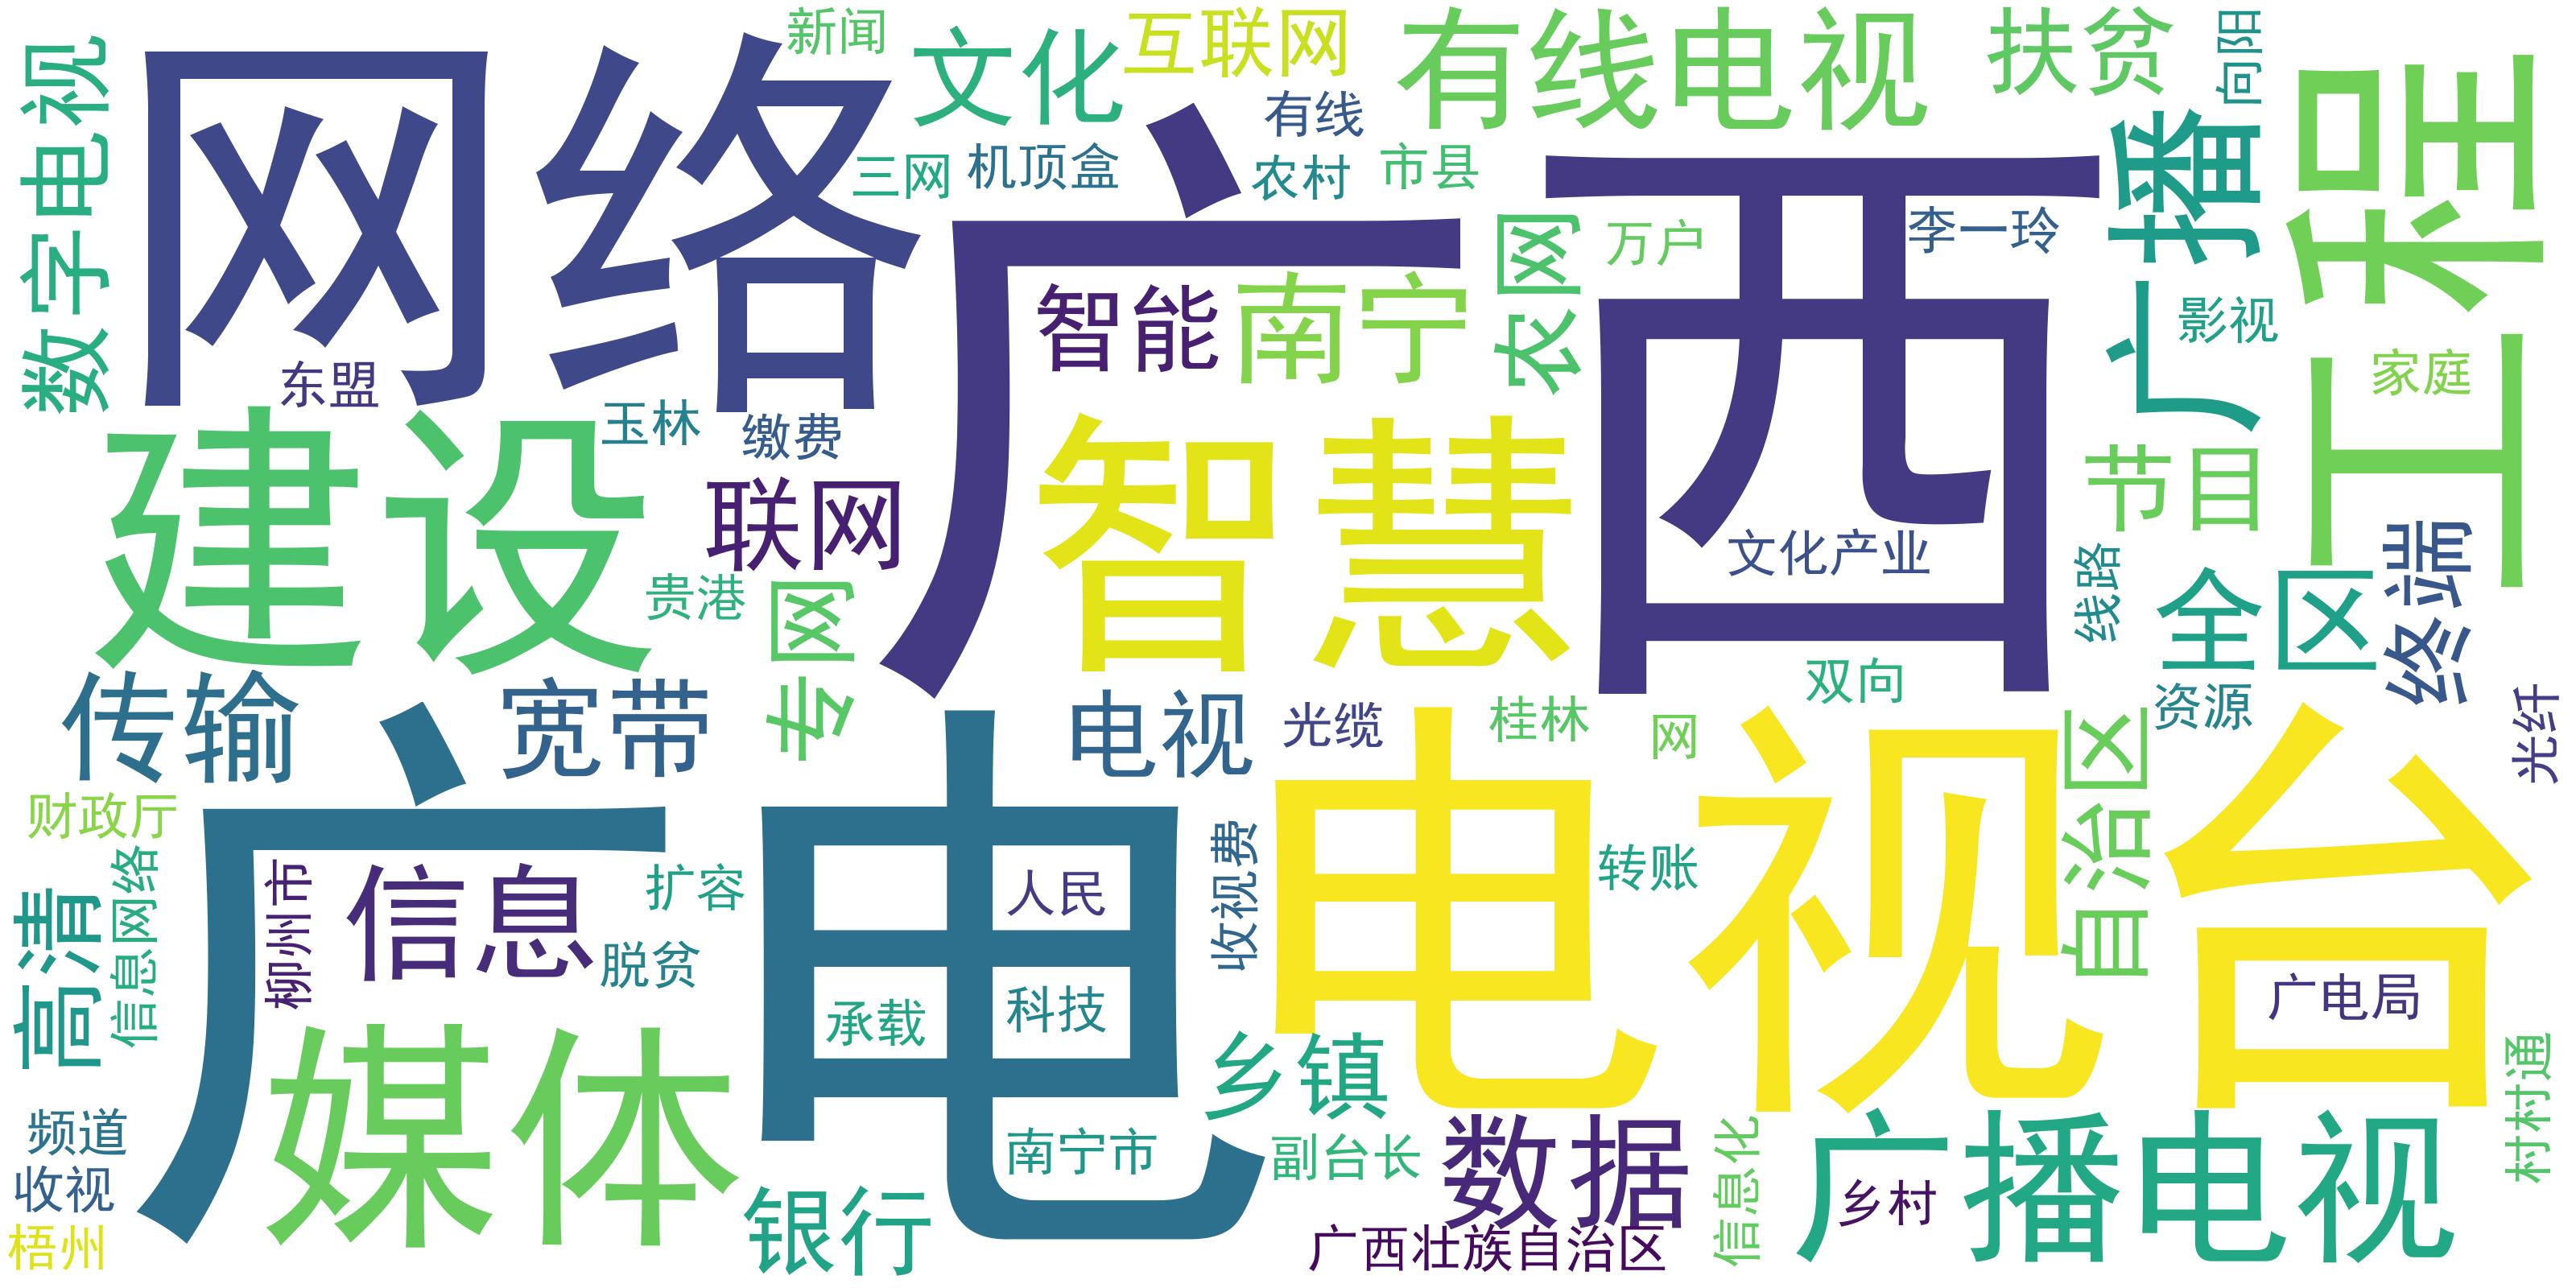 新闻
文化
互联网
有线电视
扶贫
向阳
数字电视
网络
广西
有线
三网
机顶盒
农村
市县
农网
万户
李一玲
广播
工程
影视
家庭
智能
南宁
东盟
玉林
缴费
建设
联网
智慧
文化产业
节目
终端
贵港
专网
线路
全区
传输
宽带
电视
光缆
桂林
网
双向
资源
光纤
广电
电视台
自治区
财政厅
信息网络
高清
柳州市
信息
扩容
脱贫
人民
承载
科技
收视费
转账
广电局
村村通
媒体
乡镇
频道
收视
梧州
银行
南宁市
副台长
数据
信息化
广播电视
乡村
广西壮族自治区